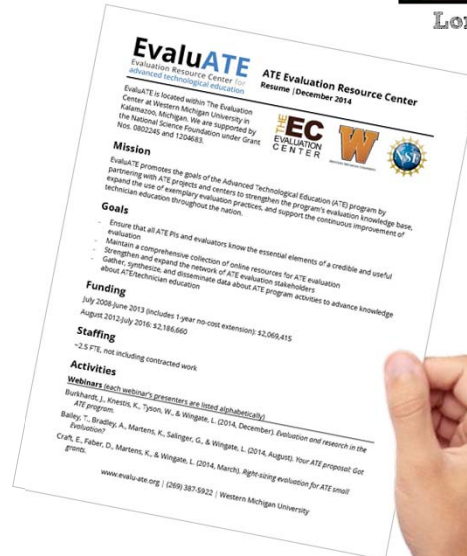 Lor
EvaluATE
Evaluation Resource Center for
advanced technological education
ATE Evaluation Resource Center
Resume | December 2014
EvaluATE is located within The Evaluation
Center at Western Michigan University in
Kalamazoo, Michigan. We are supported by
the National Science Foundation under Grant
Nos. 0802245 and 1204683.
THE EC
EVALUATION
CENTER
W
NSF
Mission
EvaluATE promotes the goals of the Advanced Technological Education (ATE) program by
partnering with ATE projects and centers to strengthen the program's evaluation knowledge base,
expand the use of exemplary evaluation practices, and support the continuous improvement of
technician education throughout the nation.
Goals
- Ensure that all ATE PIs and evaluators know the essential elements of a credible and useful
evaluation
- Maintain a comprehensive collection of online resources for ATE evaluation
- Strengthen and expand the network of ATE evaluation stakeholders
- Gather, synthesize, and disseminate data about ATE program activities to advance knowledge
about ATE/technician education
Funding
July 2008-June 2013 (includes 1-year no-cost extension): $2,069,415
August 2012-July 2016: $2,186,660
Staffing
~2.5 FTE, not including contracted work
Activities
Webinars (each webinar's presenters are listed alphabetically)
Burkhardt, J., Knestis, K., Tyson, W., & Wingate, L. (2014, December). Evaluation and research in the
ATE program.
Bailey, T., Bradley, A., Martens, K., Salinger, G., & Wingate, L. (2014, August). Your ATE proposal: Got
Evaluation?
Craft, E., Faber, D., Martens, K., & Wingate, L. (2014, March). Right-sizing evaluation for ATE small
grants.
www.evalu-ate.org | (269) 387-5922 | Western Michigan University